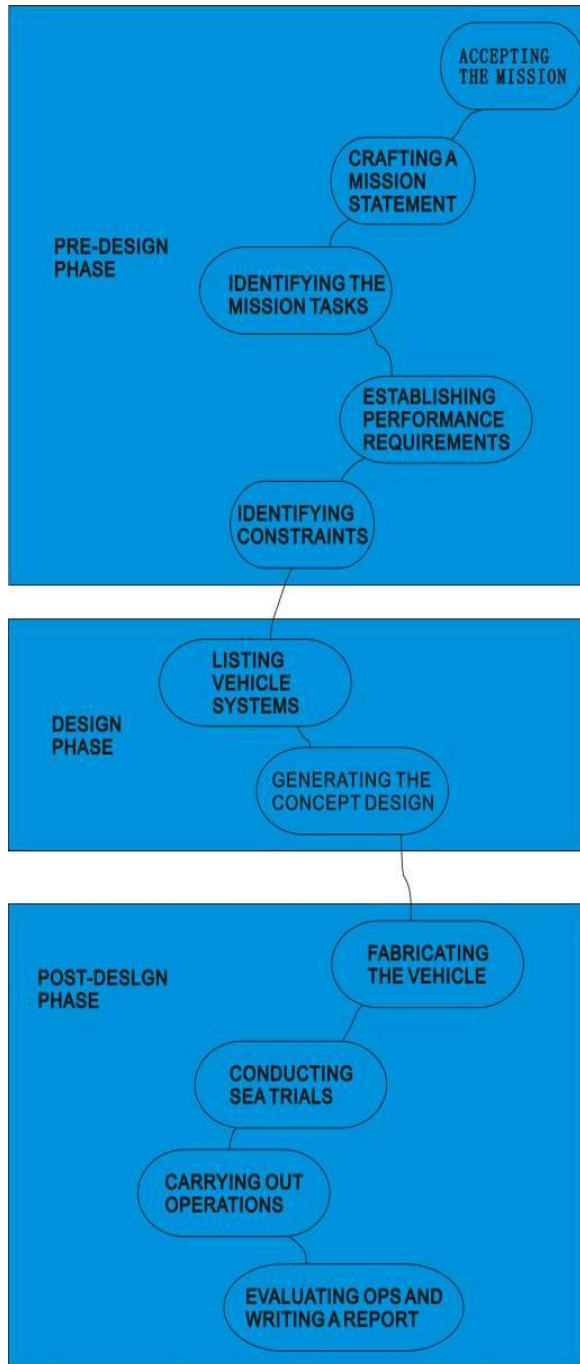 ACCEPTING
THE MISSION
CRAFTING A
MISSION
STATEMENT
PRE-DESIGN
PHASE
IDENTIFYING THE
MISSION TASKS
ESTABLISHING
PERFORMANCE
REQUIREMENTS
IDENTIFYING
CONSTRAINTS
LISTING
VEHICLE
SYSTEMS
DESIGN
PHASE
GENERATING THE
CONCEPT DESIGN
FABRICATING
THE VEHICLE
POST-DESLGN
PHASE
CONDUCTING
SEA TRIALS
CARRYING OUT
OPERATIONS
EVALUATING OPS AND
WRITING A REPORT